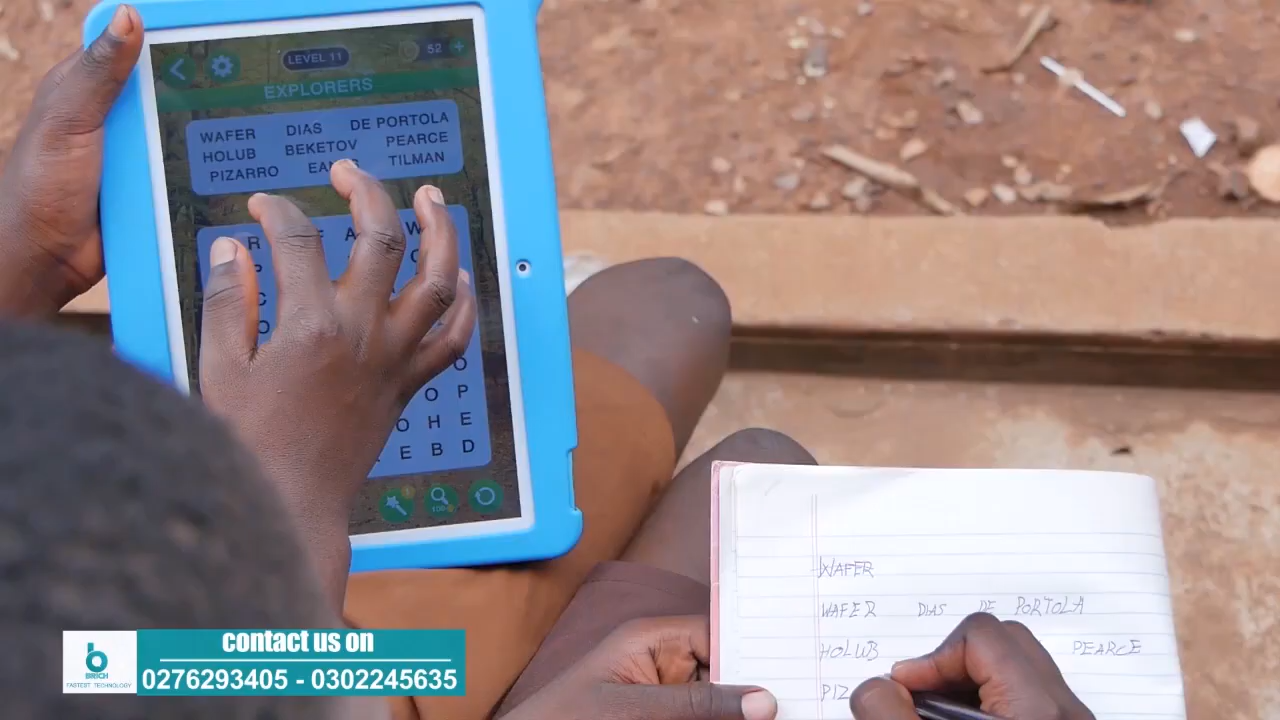 LEVEL 11
52
EXPLORERS
WAFER DIAS DE PORTOLA
HOLUB BEKETOV PEARCE
PIZARRO TILMAN
R F A W
P
C
O
O
O P
O H E
E B D
100
WAFER
WAFER DIAS DE PORTOLA
HOLUB PEARCE
PIZ
contact us on
0276293405 - 0302245635
BRICH
FASTEST TECHNOLOGY